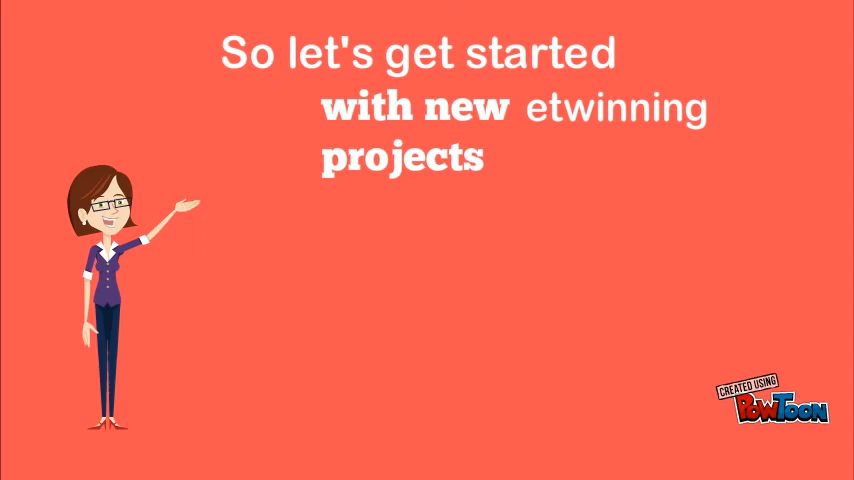 So let's get started
with new etwinning
projects
CREATED USING
POWTOON